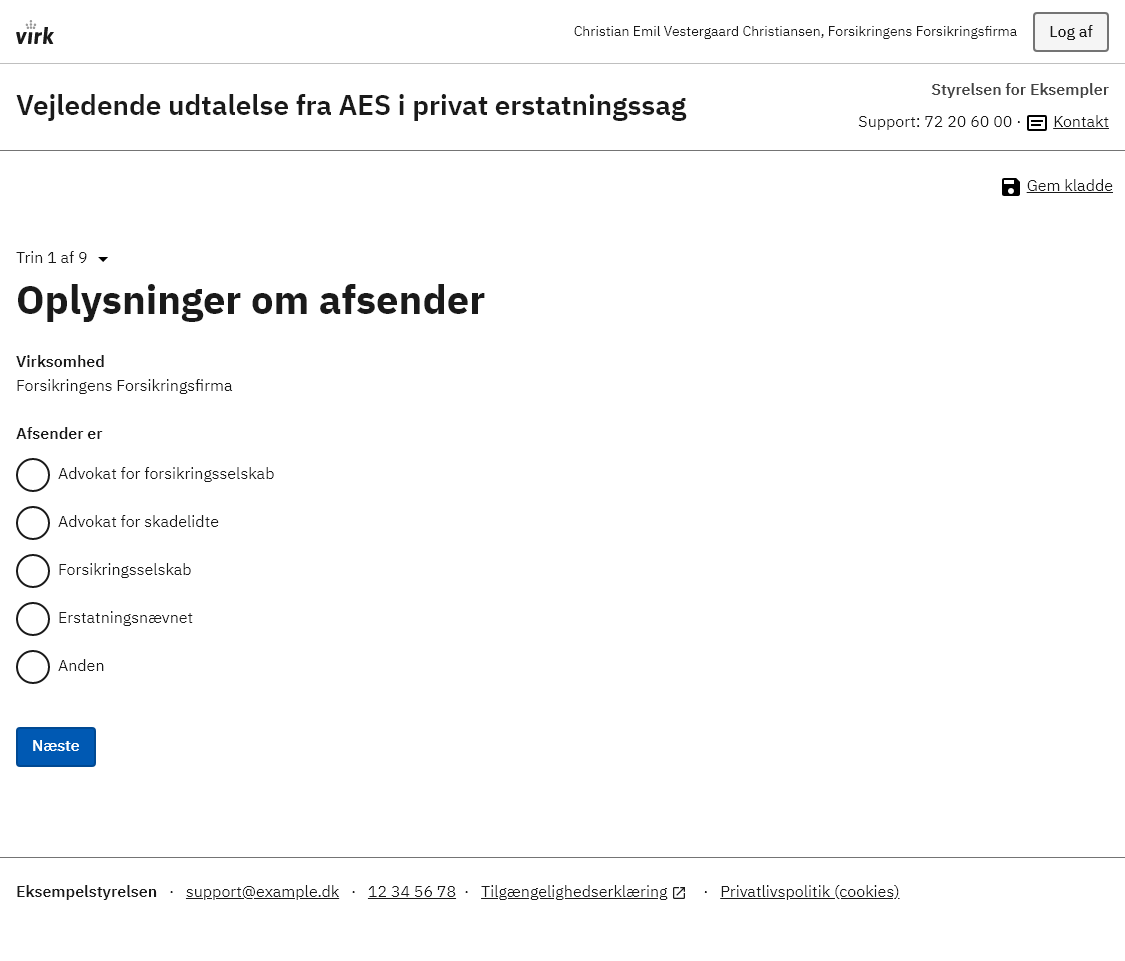 virk
Christian Emil Vestergaard Christiansen, Forsikringens Forsikringsfirma
Log af
Vejledende udtalelse fra AES i privat erstatningssag
Styrelsen for Eksempler
Support: 72 20 60 00 · Kontakt
Gem kladde
Trin 1 af 9
Oplysninger om afsender
Virksomhed
Forsikringens Forsikringsfirma
Afsender er
Advokat for forsikringsselskab
Advokat for skadelidte
Forsikringsselskab
Erstatningsnævnet
Anden
Næste
Eksempelstyrelsen · support@example.dk · 12 34 56 78 · Tilgængelighedserklæring · Privatlivspolitik (cookies)